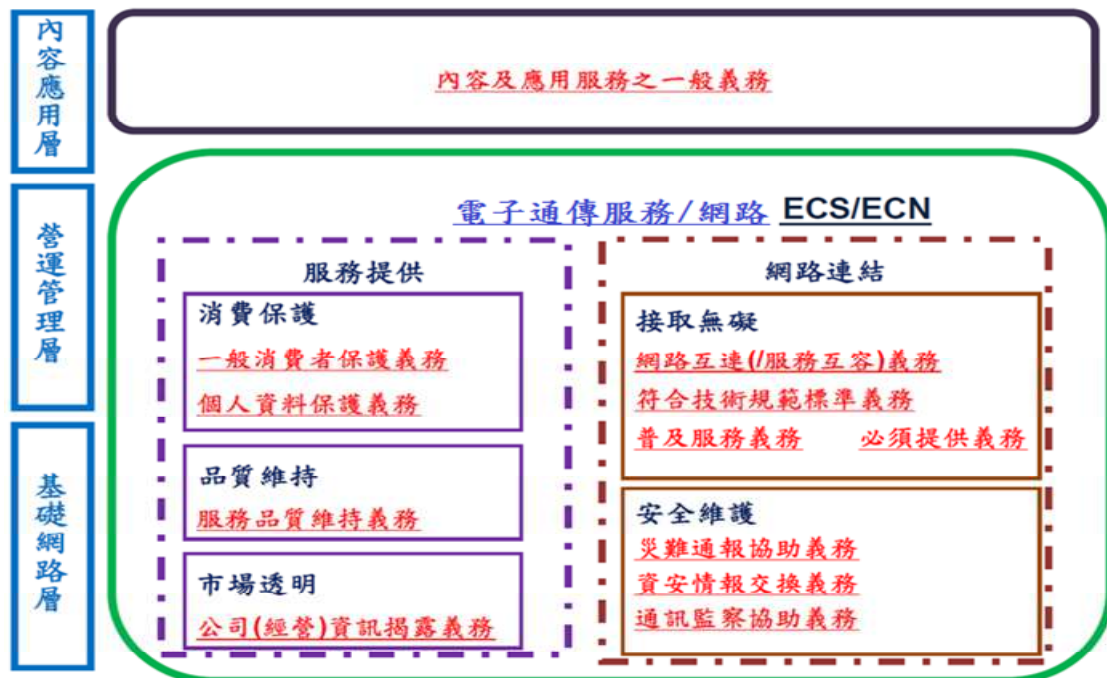 內容應用層
內容及應用服務之一般義務
營運管理層
基礎網路層
電子通傳服務/網路 ECS/ECN
服務提供
消費保護
一般消費者保護義務
個人資料保護義務
品質維持
服務品質維持義務
市場透明
公司(經營)資訊揭露義務
網路連結
接取無礙
網路互連(/服務互容)義務
符合技術規範標準義務
普及服務義務 必須提供義務
安全維護
災難通報協助義務
資安情報交換義務
通訊監察協助義務